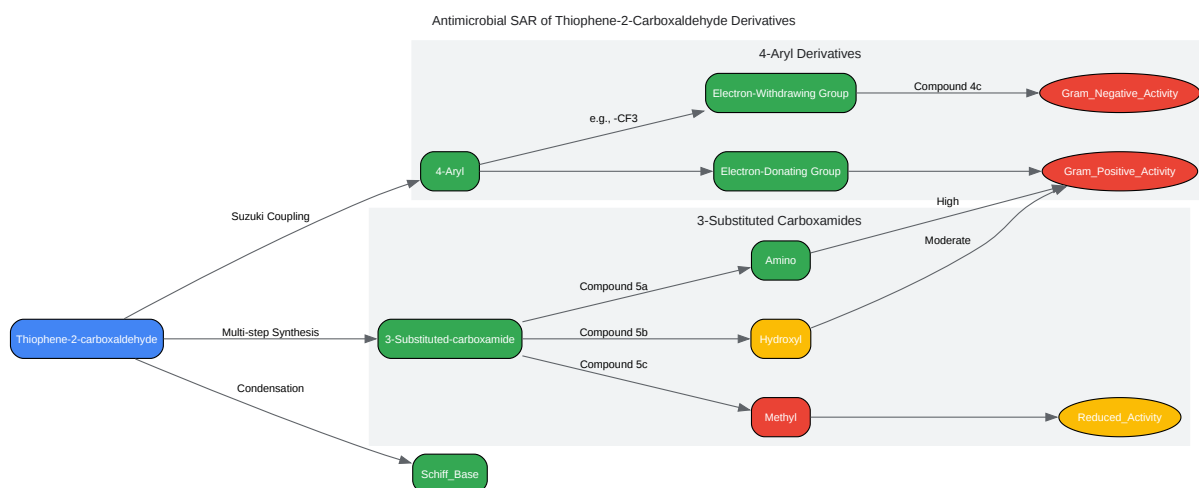 Antimicrobial SAR of Thiophene-2-Carboxaldehyde Derivatives
4-Aryl Derivatives
Electron-Withdrawing Group
Compound 4c
Gram_Negative_Activity
e.g., -CF3
4-Aryl
Electron-Donating Group
Gram_Positive_Activity
Suzuki Coupling
3-Substituted Carboxamides
High
Moderate
Amino
Compound 5a
Thiophene-2-carboxaldehyde
Multi-step Synthesis
3-Substituted-carboxamide
Compound 5b
Hydroxyl
Compound 5c
Condensation
Methyl
Reduced_Activity
Schiff_Base